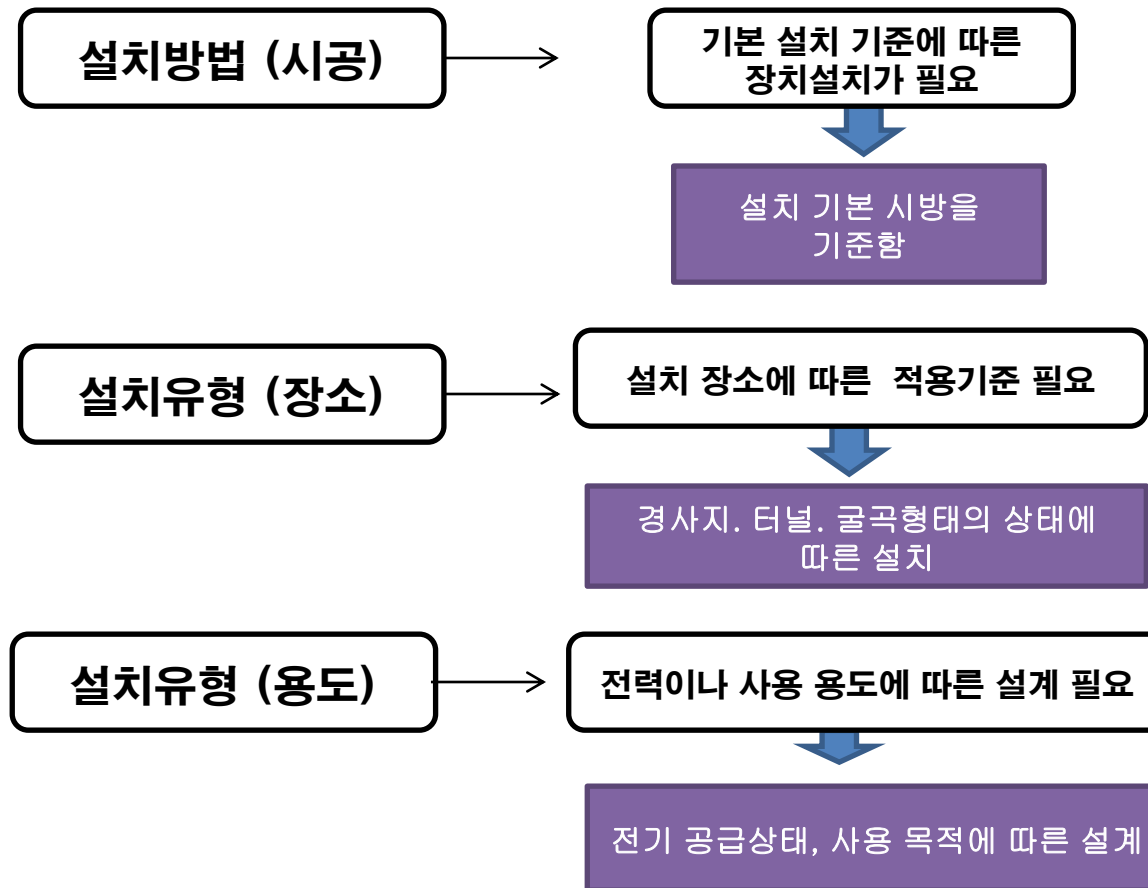 설치방법 (시공)
기본 설치 기준에 따른
장치설치가 필요
설치 기본 시방을
기준함
설치유형 (장소)
설치 장소에 따른 적용기준 필요
경사지. 터널. 굴곡형태의 상태에
따른 설치
설치유형 (용도)
전력이나 사용 용도에 따른 설계 필요
전기 공급상태, 사용 목적에 따른 설계